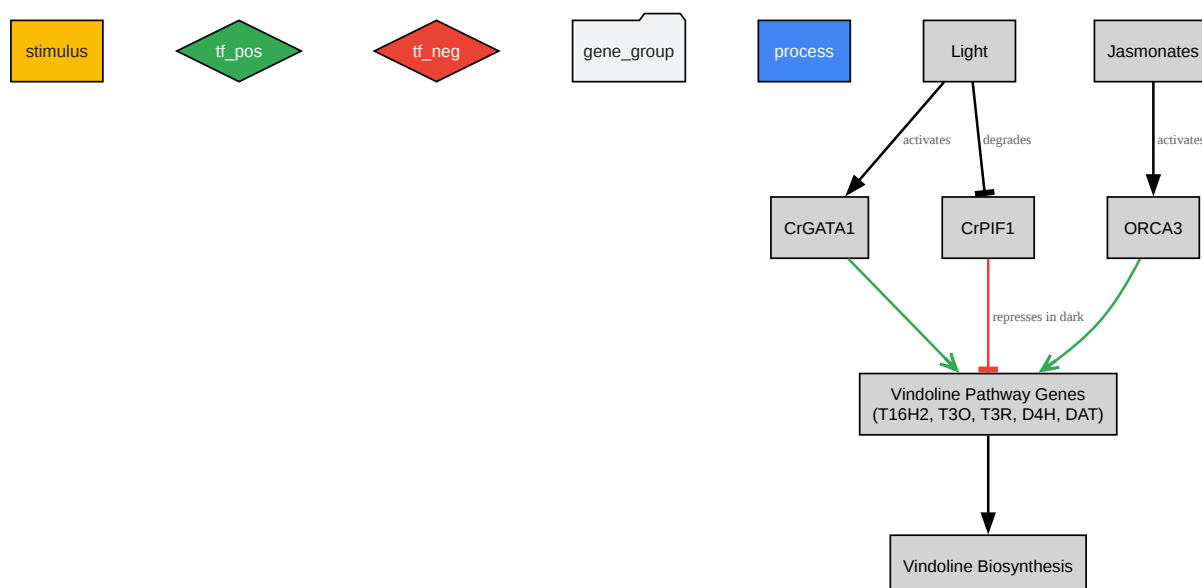 stimulus
tf_pos
tf_neg
gene_group
process
Light
Jasmonates
activates
degrades
activates
CrGATA1
CrPIF1
ORCA3
represses in dark
Vindoline Pathway Genes
(T16H2, T3O, T3R, D4H, DAT)
Vindoline Biosynthesis